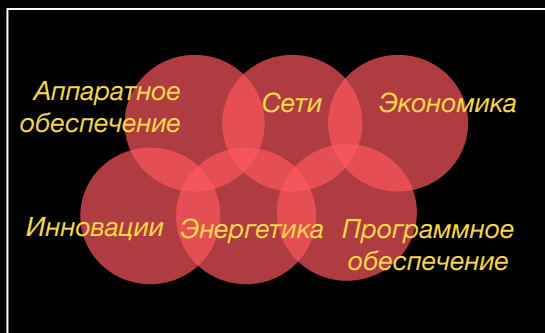 Аппаратное
обеспечение
Сети
Экономика
Инновации
Энергетика
Программное
обеспечение